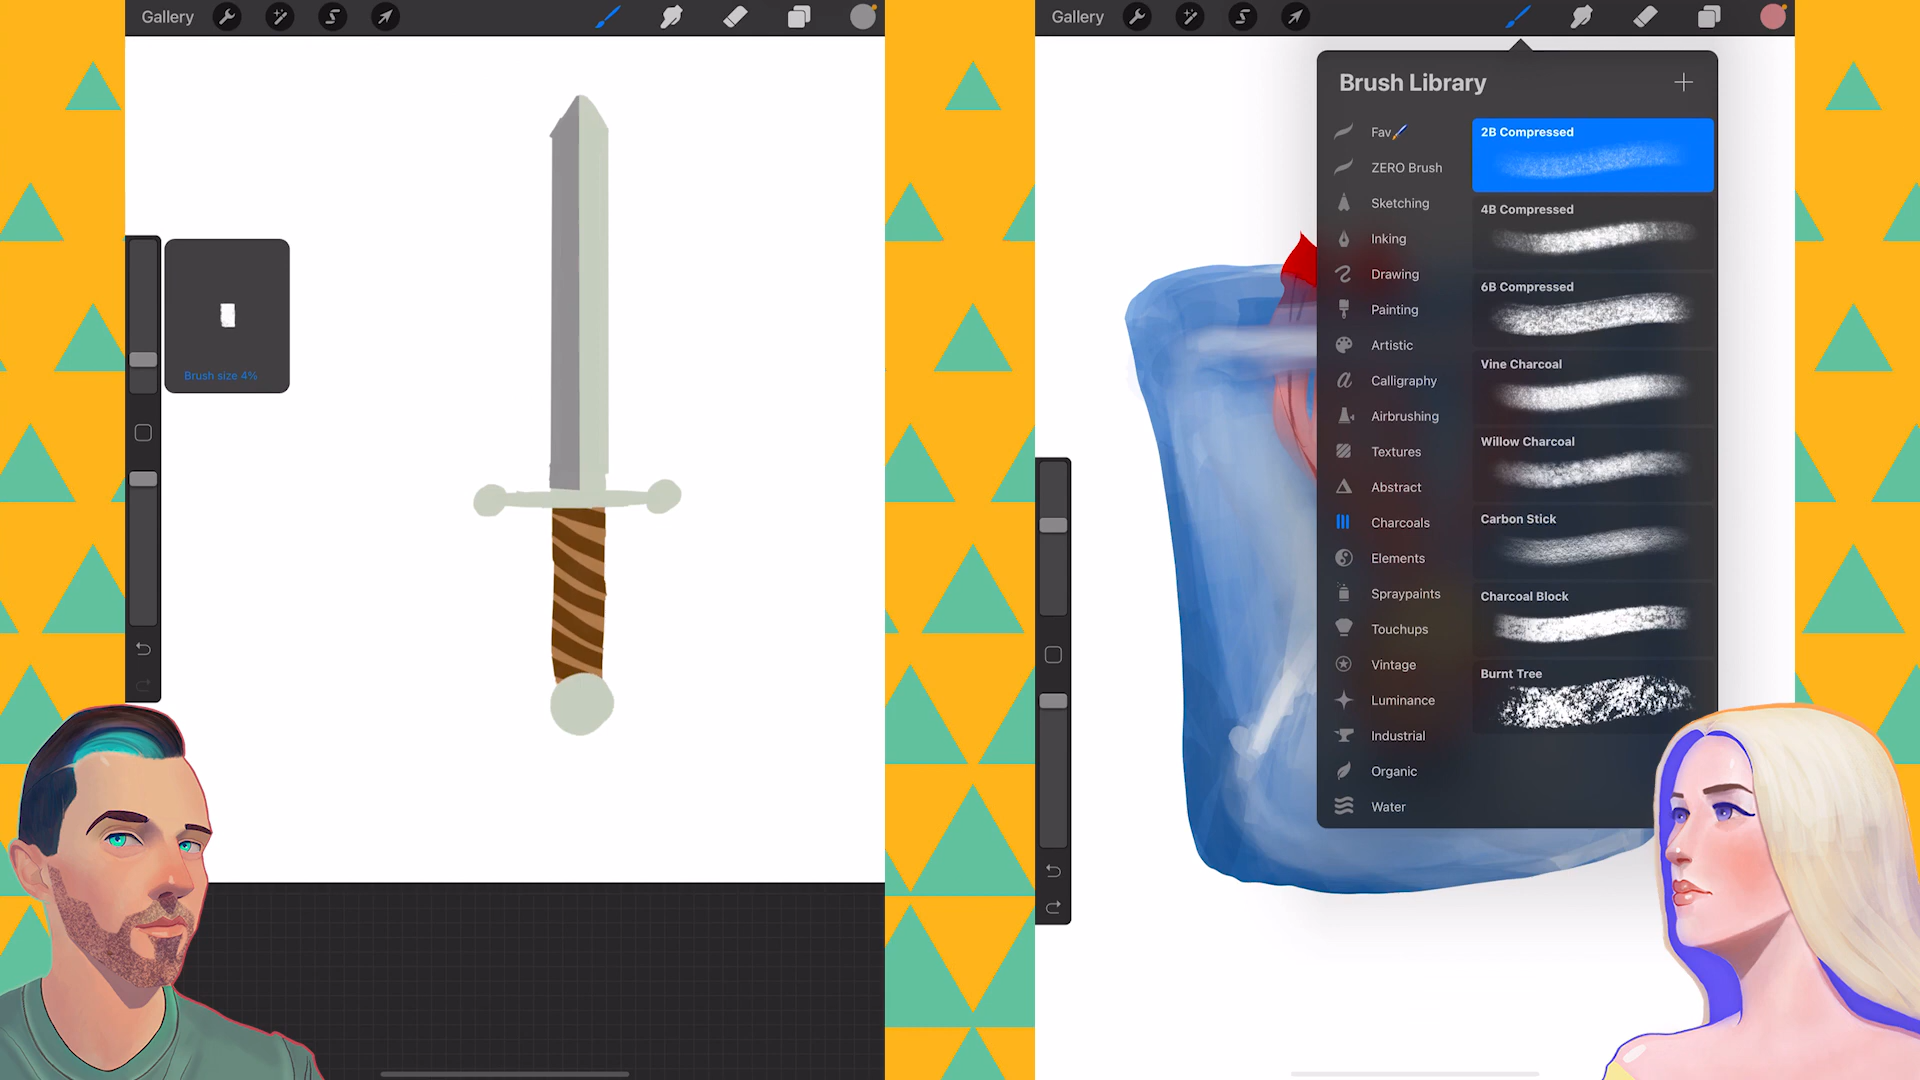 Gallery
Brush size 4%
Gallery
Brush Library
Fav
ZERO Brush
Sketching
Inking
Drawing
Painting
Artistic
Calligraphy
Airbrushing
Textures
Abstract
Charcoals
Elements
Spraypaints
Touchups
Vintage
Luminance
Industrial
Organic
Water
2B Compressed
4B Compressed
6B Compressed
Vine Charcoal
Willow Charcoal
Carbon Stick
Charcoal Block
Burnt Tree